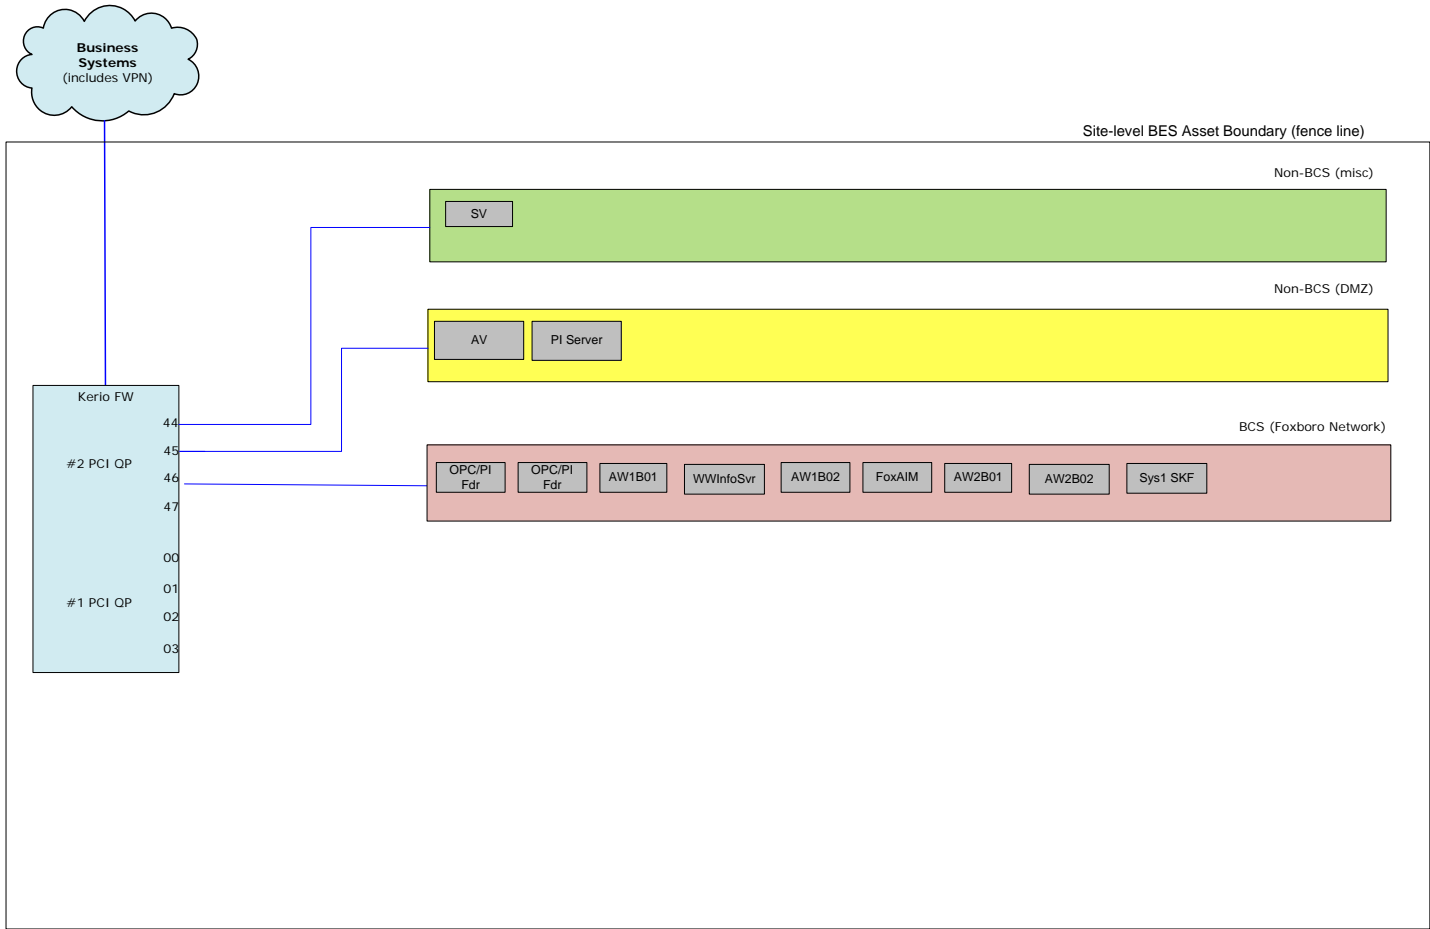 Business
Systems
(includes VPN)
Site-level BES Asset Boundary (fence line)
Non-BCS (misc)
SV
Non-BCS (DMZ)
AV
PI Server
Kerio FW
44
45
#2 PCI QP
46
47
00
01
#1 PCI QP
02
03
BCS (Foxboro Network)
OPC/PI
Fdr
OPC/PI
Fdr
AW1B01
WWInfoSvr
AW1B02
FoxAIM
AW2B01
AW2B02
Sys1 SKF